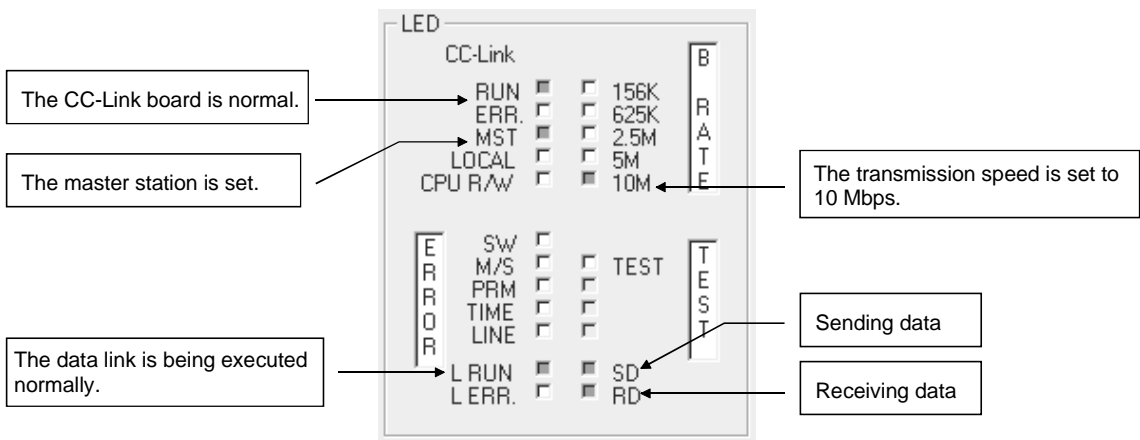 LED
CC-Link
B RATE
The CC-Link board is normal.
RUN 156K
ERR. 625K
MST 2.5M
LOCAL 5M
CPU R/W 10M
The master station is set.
The transmission speed is set to
10 Mbps.
ERROR
SW
M/S TEST
PRM
TIME
LINE
TEST
L RUN SD
L ERR. RD
The data link is being executed
normally.
Sending data
Receiving data